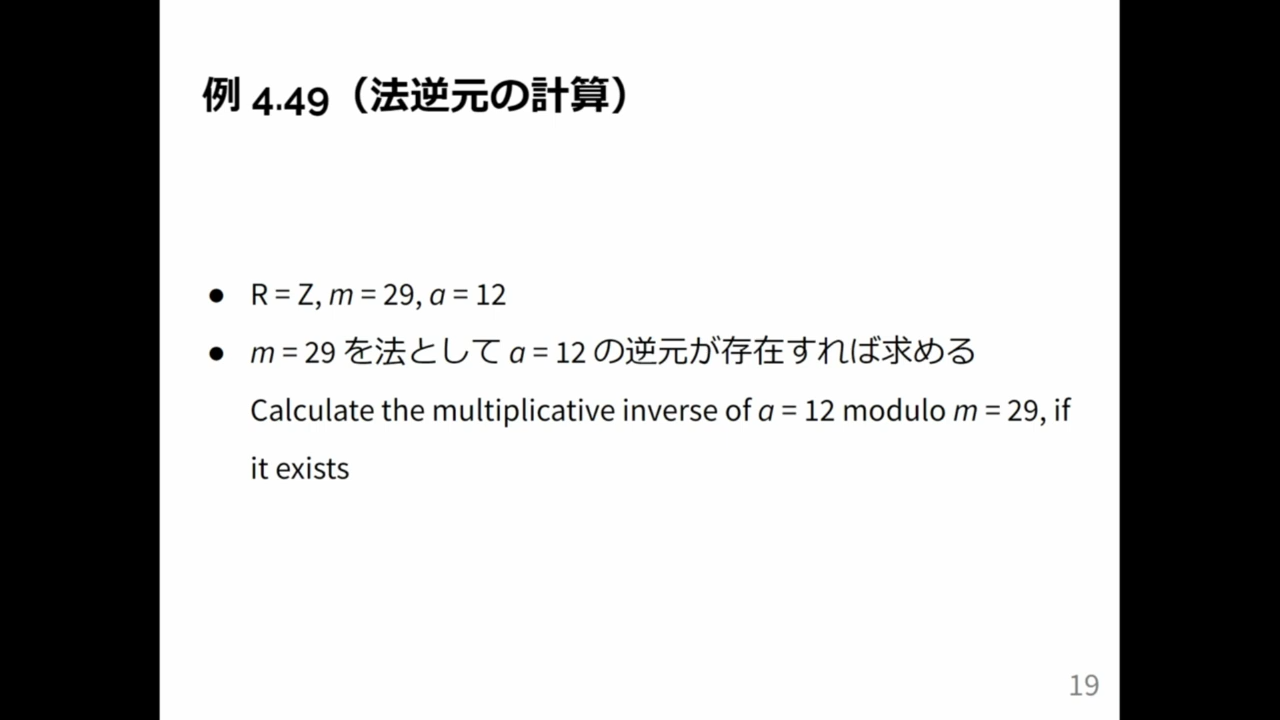 例 4.49（法逆元の計算）
● R = Z, m = 29, a = 12
● m = 29 を法として a = 12 の逆元が存在すれば求める
Calculate the multiplicative inverse of a = 12 modulo m = 29, if
it exists
19